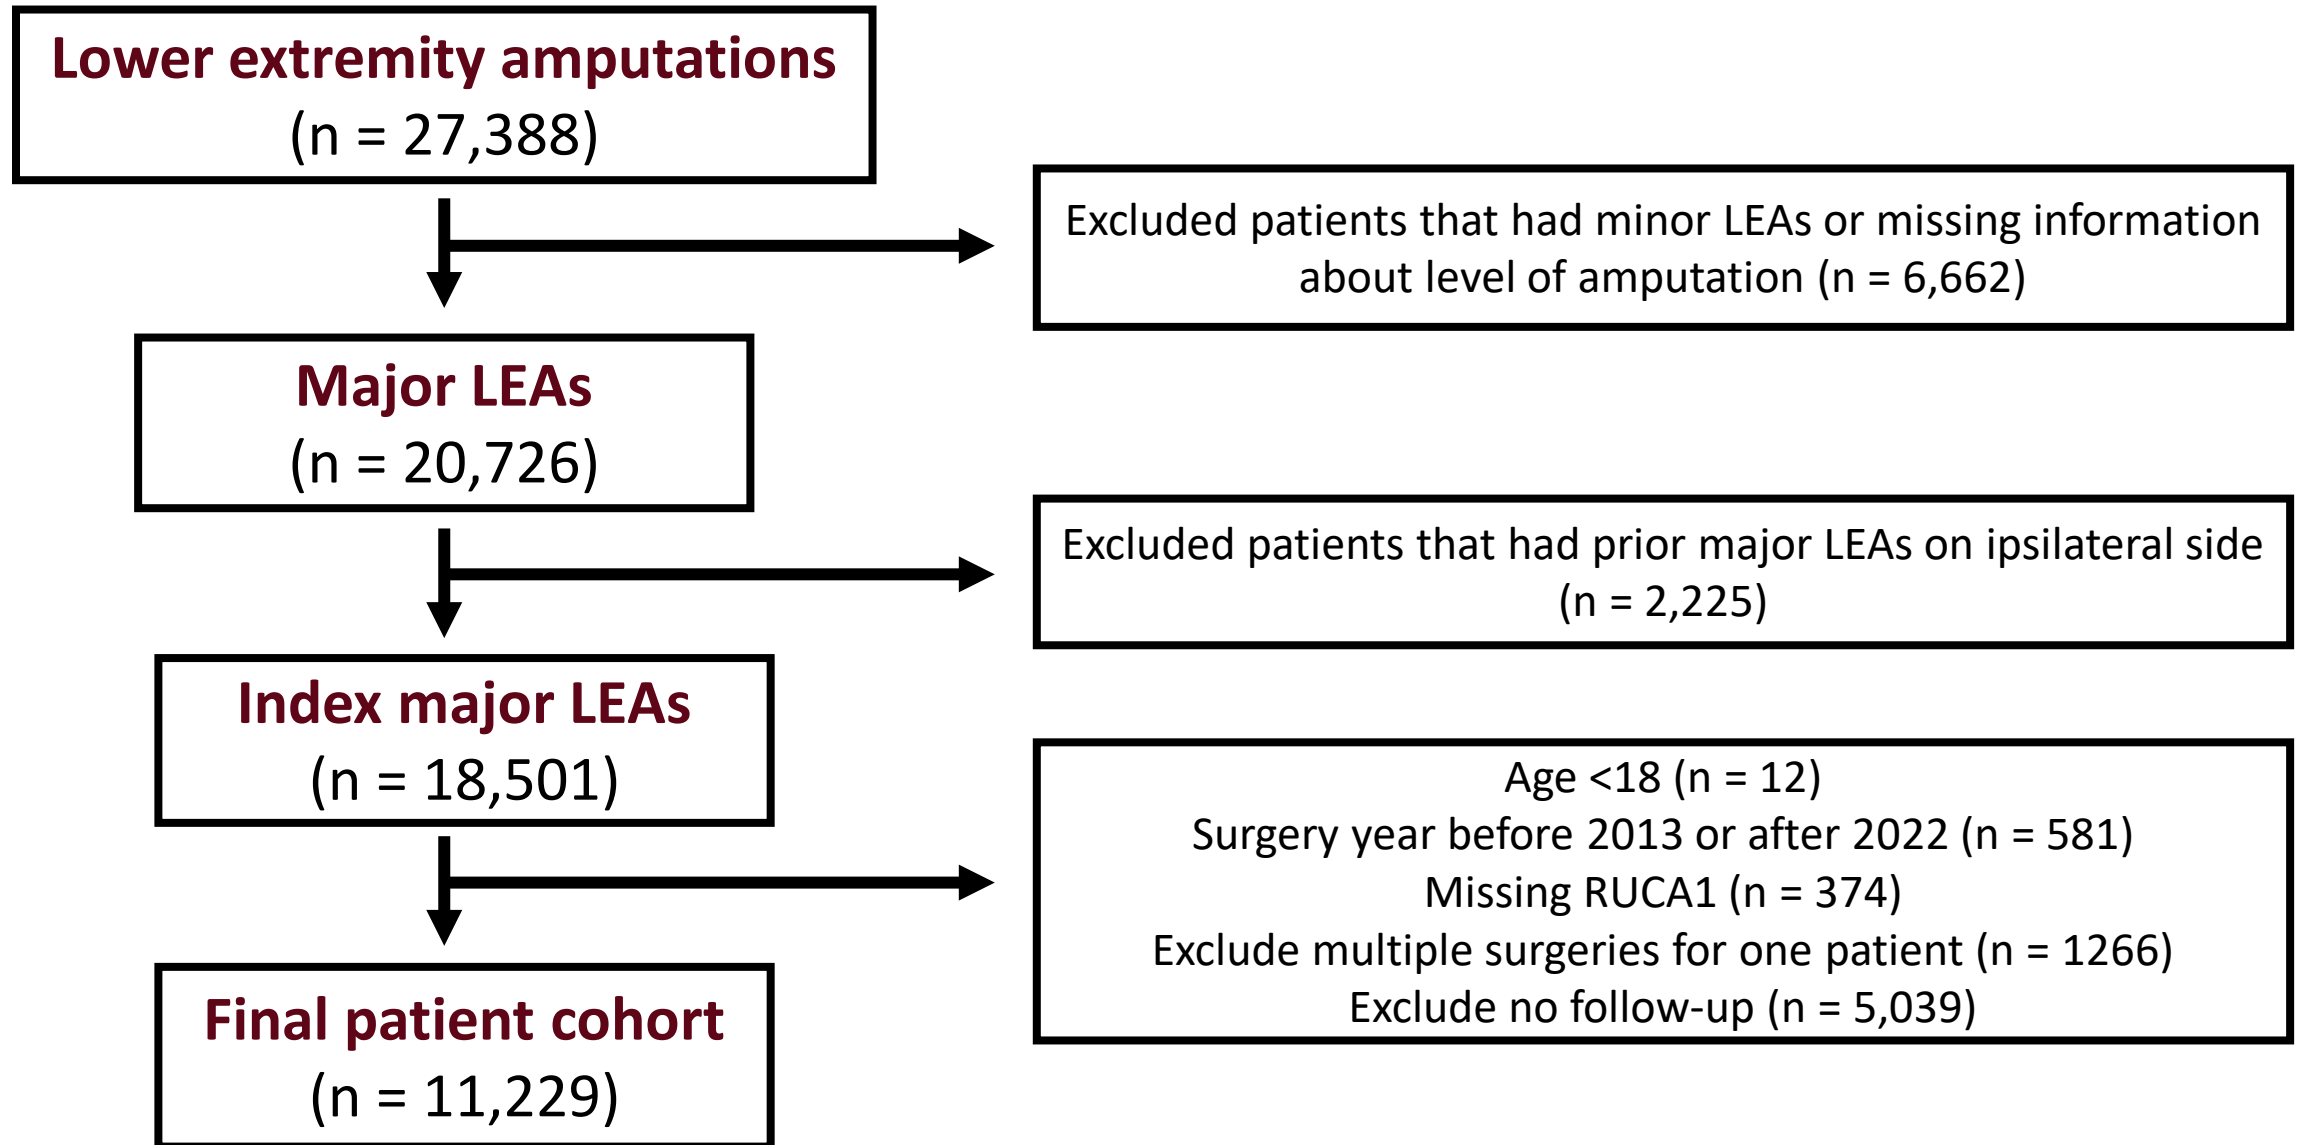 Lower extremity amputations
(n = 27,388)
Excluded patients that had minor LEAs or missing information
about level of amputation (n = 6,662)
Major LEAs
(n = 20,726)
Excluded patients that had prior major LEAs on ipsilateral side
(n = 2,225)
Index major LEAs
(n = 18,501)
Age <18 (n = 12)
Surgery year before 2013 or after 2022 (n = 581)
Missing RUCA1 (n = 374)
Exclude multiple surgeries for one patient (n = 1266)
Exclude no follow-up (n = 5,039)
Final patient cohort
(n = 11,229)